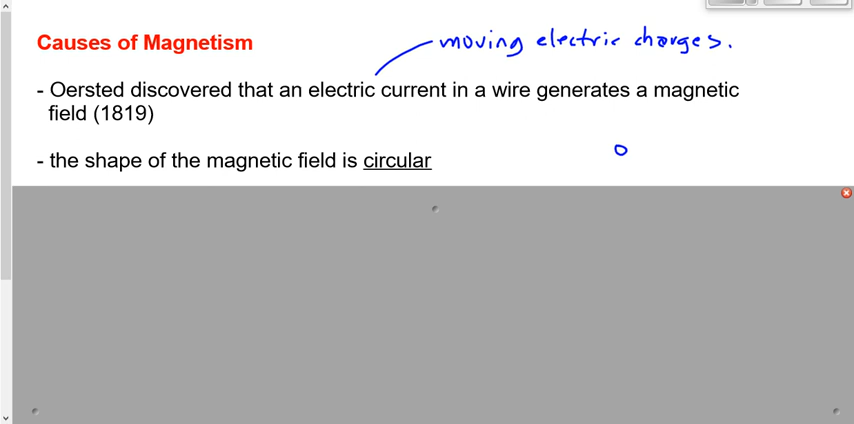 Causes of Magnetism
moving electric charges.
- Oersted discovered that an electric current in a wire generates a magnetic
field (1819)
- the shape of the magnetic field is circular